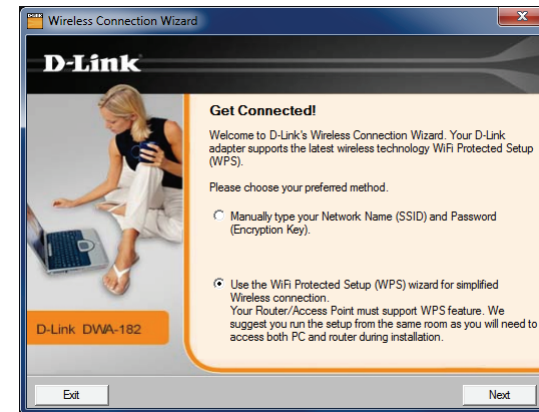 Wireless Connection Wizard
D-Link
Get Connected!
Welcome to D-Link's Wireless Connection Wizard. Your D-Link
adapter supports the latest wireless technology WiFi Protected Setup
(WPS).
Please choose your preferred method.
Manually type your Network Name (SSID) and Password
(Encryption Key).
Use the WiFi Protected Setup (WPS) wizard for simplified
Wireless connection.
Your Router/Access Point must support WPS feature. We
suggest you run the setup from the same room as you will need to
access both PC and router during installation.
D-Link DWA-182
Exit
Next